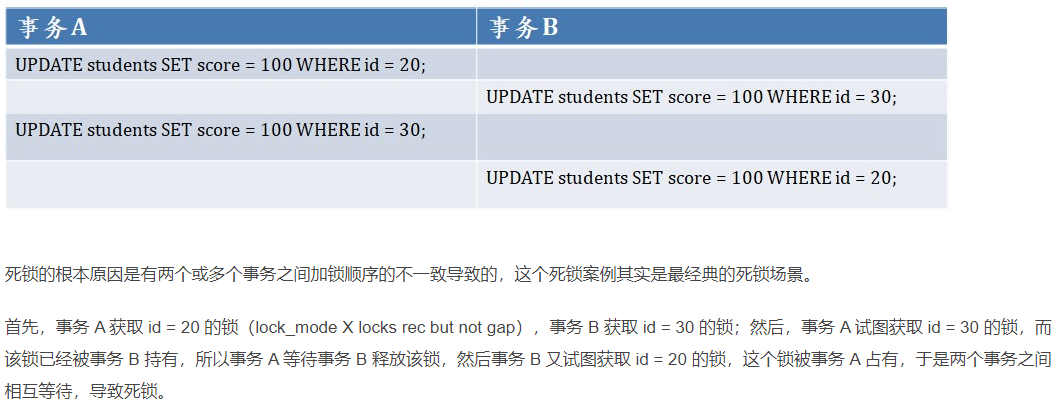 事务A 事务B
UPDATE students SET score = 100 WHERE id = 20;
UPDATE students SET score = 100 WHERE id = 30;
UPDATE students SET score = 100 WHERE id = 30;
UPDATE students SET score = 100 WHERE id = 20;
死锁的根本原因是有两个或多个事务之间加锁顺序的不一致导致的，这个死锁案例其实是最经典的死锁场景。
首先，事务 A 获取 id = 20 的锁（lock_mode X locks rec but not gap），事务 B 获取 id = 30 的锁；然后，事务 A 试图获取 id = 30 的锁，而
该锁已经被事务 B 持有，所以事务 A 等待事务 B 释放该锁，然后事务 B 又试图获取 id = 20 的锁，这个锁被事务 A 占有，于是两个事务之间
相互等待，导致死锁。